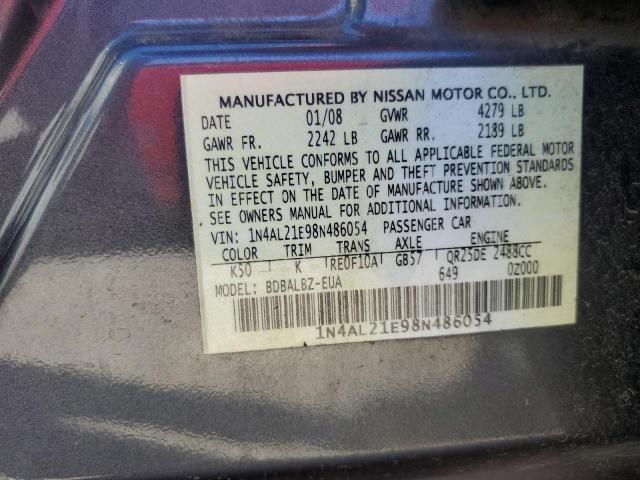 MANUFACTURED BY NISSAN MOTOR CO., LTD.
DATE 01/08 GVWR 4279 LB
GAWR FR. 2242 LB GAWR RR. 2189 LB
THIS VEHICLE CONFORMS TO ALL APPLICABLE FEDERAL MOTOR
VEHICLE SAFETY, BUMPER AND THEFT PREVENTION STANDARDS
IN EFFECT ON THE DATE OF MANUFACTURE SHOWN ABOVE.
SEE OWNERS MANUAL FOR ADDITIONAL INFORMATION.
VIN: 1N4AL21E98N486054 PASSENGER CAR
COLOR TRIM TRANS AXLE ENGINE
K50 K RE0F10A GB57 QR25DE 2488CC
MODEL: BDBALBZ-EUA 649 0Z000
1N4AL21E98N486054